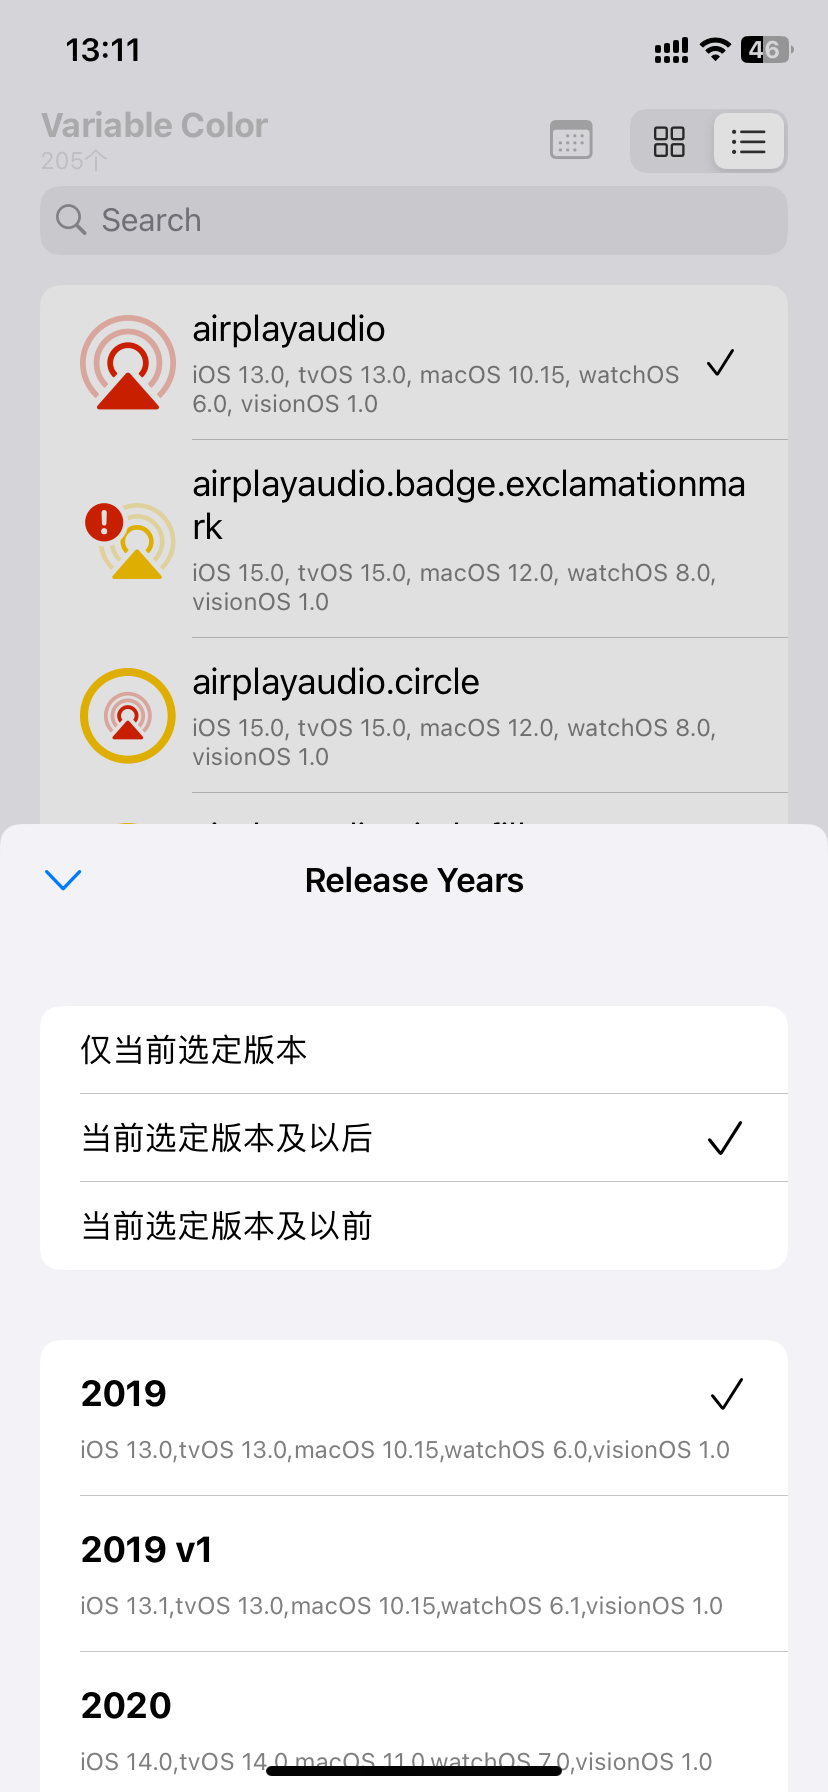 13:11
46
Variable Color
205个
Search
airplayaudio
iOS 13.0, tvOS 13.0, macOS 10.15, watchOS
6.0, visionOS 1.0
airplayaudio.badge.exclamationma
rk
iOS 15.0, tvOS 15.0, macOS 12.0, watchOS 8.0,
visionOS 1.0
airplayaudio.circle
iOS 15.0, tvOS 15.0, macOS 12.0, watchOS 8.0,
visionOS 1.0
Release Years
仅当前选定版本
当前选定版本及以后
当前选定版本及以前
2019
iOS 13.0,tvOS 13.0,macOS 10.15,watchOS 6.0,visionOS 1.0
2019 v1
iOS 13.1,tvOS 13.0,macOS 10.15,watchOS 6.1,visionOS 1.0
2020
iOS 14.0,tvOS 14.0,macOS 11.0,watchOS 7.0,visionOS 1.0